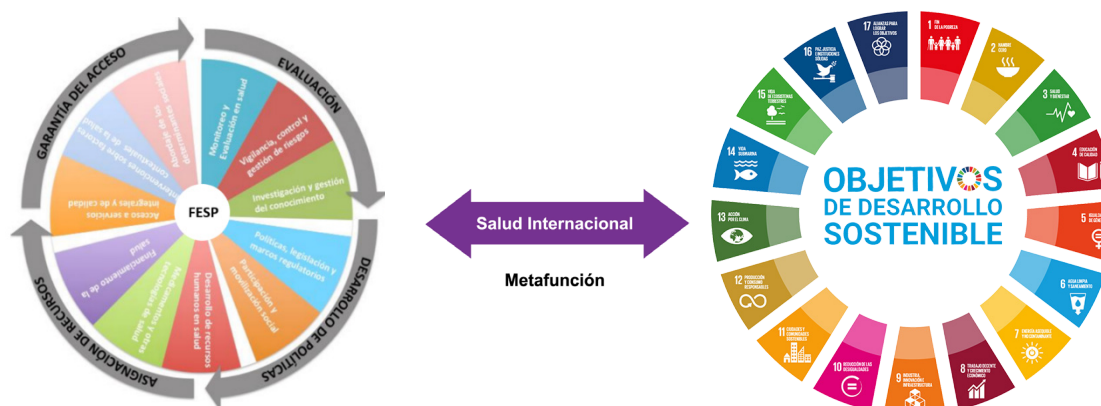 GARANTÍA DEL ACCESO
EVALUACIÓN
DESARROLLO DE POLÍTICAS
ASIGNACIÓN DE RECURSOS
FESP
Monitoreo y
Evaluación en salud
Vigilancia, control y
gestión de riesgos
Investigación y gestión
del conocimiento
Políticas, legislación y
marcos regulatorios
Participación y
movilización social
Desarrollo de recursos
humanos en salud
Medicamentos y otras
tecnologías de salud
Financiamiento de la
salud
Acceso a servicios
integrales y de calidad
Intervenciones sobre factores
contextuales de la salud
Abordaje de los
determinantes sociales
Salud Internacional
Metafunción
OBJETIVOS
DE DESARROLLO
SOSTENIBLE
1 FIN
DE LA POBREZA
2 HAMBRE
CERO
3 SALUD
Y BIENESTAR
4 EDUCACIÓN
DE CALIDAD
5
6 AGUA LIMPIA
Y SANEAMIENTO
7 ENERGÍA ASEQUIBLE
Y NO CONTAMINANTE
8 TRABAJO DECENTE
Y CRECIMIENTO
ECONÓMICO
9 INDUSTRIA,
INNOVACIÓN E
INFRAESTRUCTURA
10 REDUCCIÓN DE LAS
DESIGUALDADES
11 CIUDADES Y
COMUNIDADES
SOSTENIBLES
12 PRODUCCIÓN
Y CONSUMO
RESPONSABLES
13 ACCIÓN
POR EL CLIMA
14 VIDA
SUBMARINA
15 VIDA
DE ECOSISTEMAS
TERRESTRES
16 PAZ, JUSTICIA
E INSTITUCIONES
SÓLIDAS
17 ALIANZAS PARA
LOGRAR
LOS OBJETIVOS